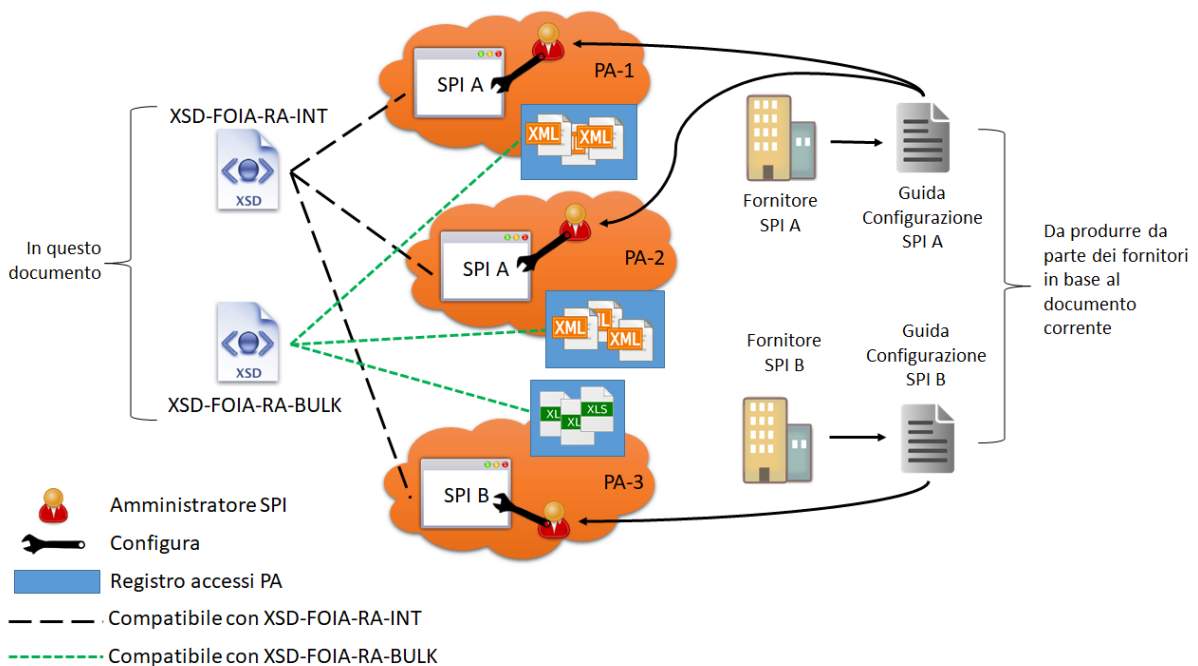 XSD-FOIA-RA-INT
XSD
In questo
documento
XSD
XSD-FOIA-RA-BULK
SPI A
PA-1
XML
XML
SPI A
PA-2
XML
XML
XLS
SPI B
PA-3
Fornitore
SPI A
Guida
Configurazione
SPI A
Fornitore
SPI B
Guida
Configurazione
SPI B
Da produrre da
parte dei fornitori
in base al
documento
corrente
Amministratore SPI
Configura
Registro accessi PA
Compatibile con XSD-FOIA-RA-INT
Compatibile con XSD-FOIA-RA-BULK